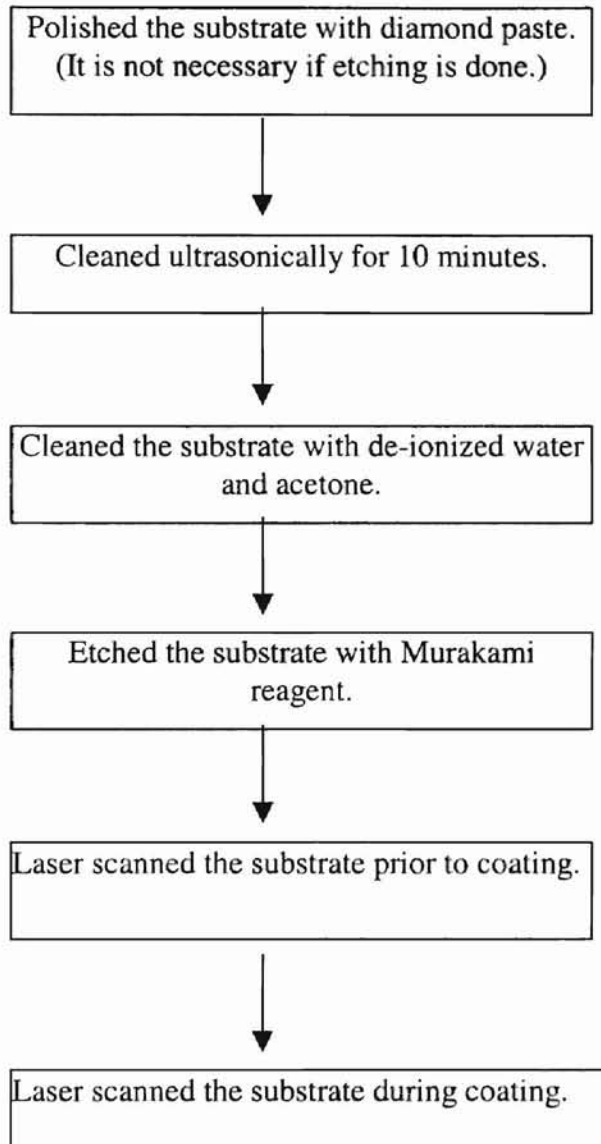 Polished the substrate with diamond paste.
(It is not necessary if etching is done.)
Cleaned ultrasonically for 10 minutes.
Cleaned the substrate with de-ionized water
and acetone.
Etched the substrate with Murakami
reagent.
Laser scanned the substrate prior to coating.
Laser scanned the substrate during coating.